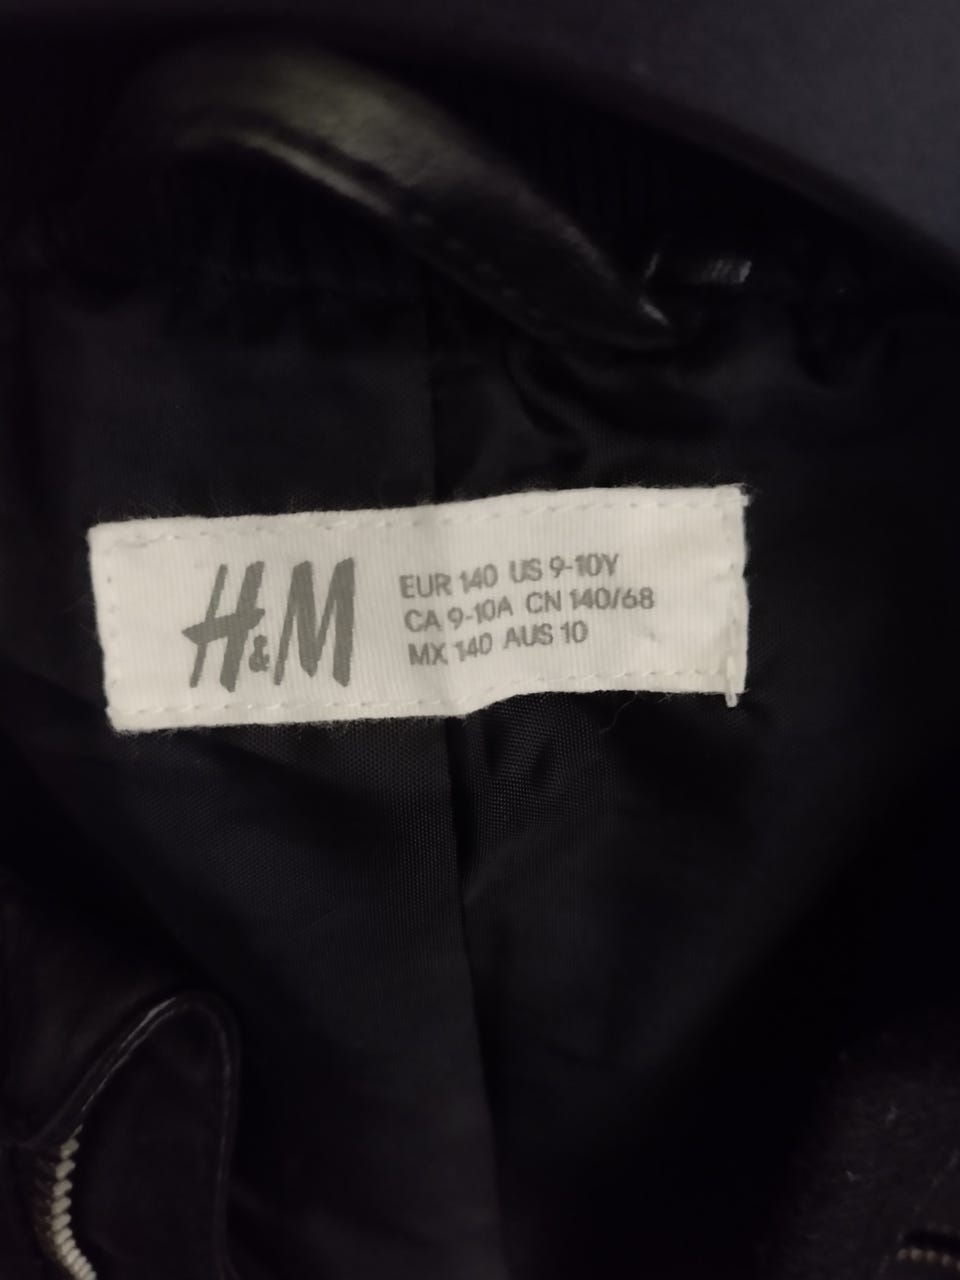 H&M
EUR 140 US 9-10Y
CA 9-10A CN 140/68
MX 140 AUS 10